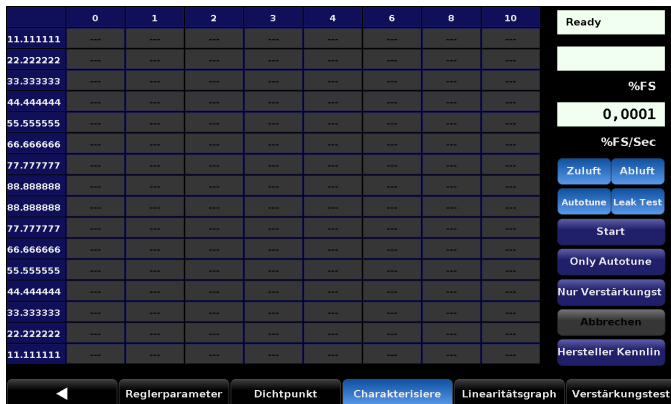 0 1 2 3 4 6 8 10
11.111111 --- --- --- --- --- --- --- ---
22.222222 --- --- --- --- --- --- --- ---
33.333333 --- --- --- --- --- --- --- ---
44.444444 --- --- --- --- --- --- --- ---
55.555555 --- --- --- --- --- --- --- ---
66.666666 --- --- --- --- --- --- --- ---
77.777777 --- --- --- --- --- --- --- ---
88.888888 --- --- --- --- --- --- --- ---
88.888888 --- --- --- --- --- --- --- ---
77.777777 --- --- --- --- --- --- --- ---
66.666666 --- --- --- --- --- --- --- ---
55.555555 --- --- --- --- --- --- --- ---
44.444444 --- --- --- --- --- --- --- ---
33.333333 --- --- --- --- --- --- --- ---
22.222222 --- --- --- --- --- --- --- ---
11.111111 --- --- --- --- --- --- --- ---
Ready
%FS
0,0001
%FS/Sec
Zuluft Abluft
Autotune Leak Test
Start
Only Autotune
Nur Verstärkungst
Abbrechen
Hersteller Kennlin
◀ Reglerparameter Dichtpunkt Charakterisiere Linearitätsgraph Verstärkungstest